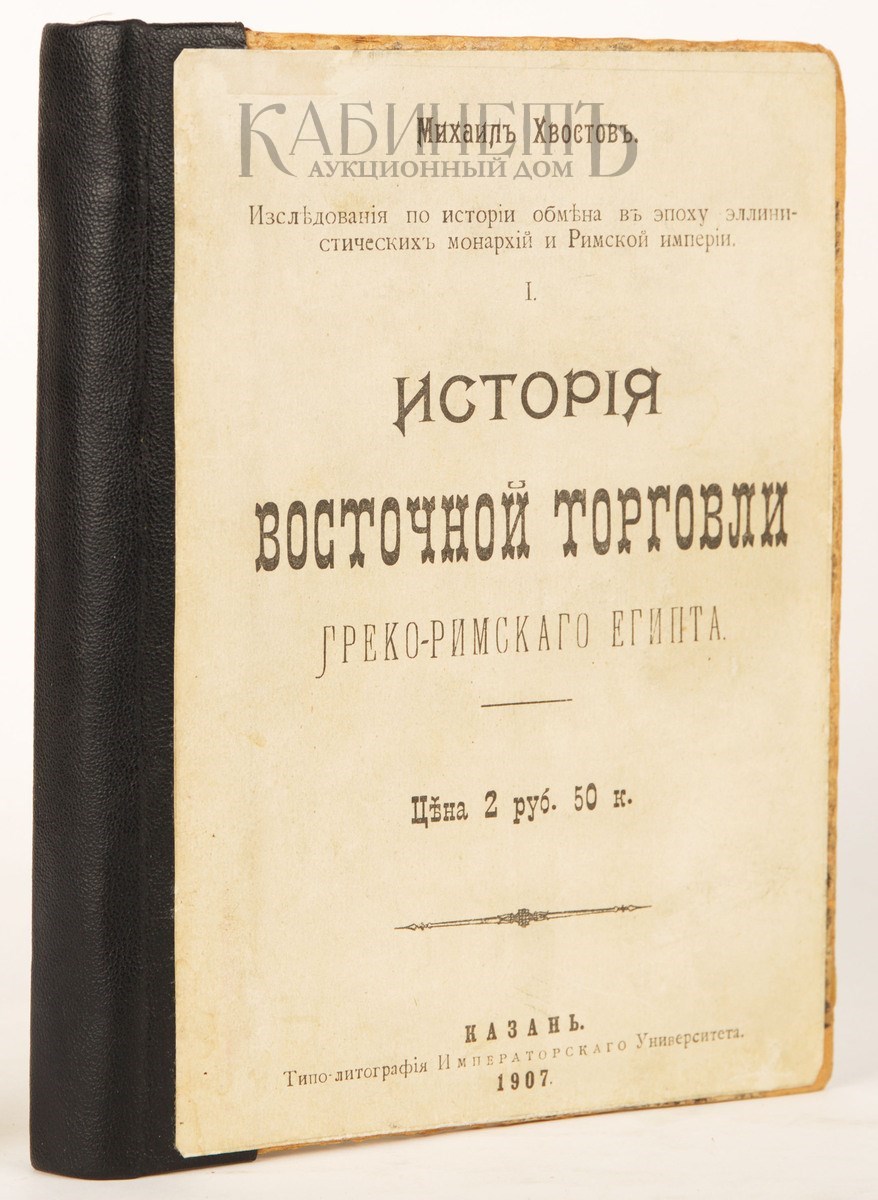 КАБИНЕТЪ
АУКЦИОННЫЙ ДОМ
Михаилъ Хвостовъ.
Изслѣдованія по исторіи обмѣна въ эпоху эллини-
стическихъ монархій и Римской имперіи.
I.
ИСТОРІЯ
ВОСТОЧНОЙ ТОРГОВЛИ
ГРЕКО-РИМСКАГО ЕГИПТА.
Цѣна 2 руб. 50 к.
КАЗАНЬ.
Типо-литографія Императорскаго Университета.
1907.